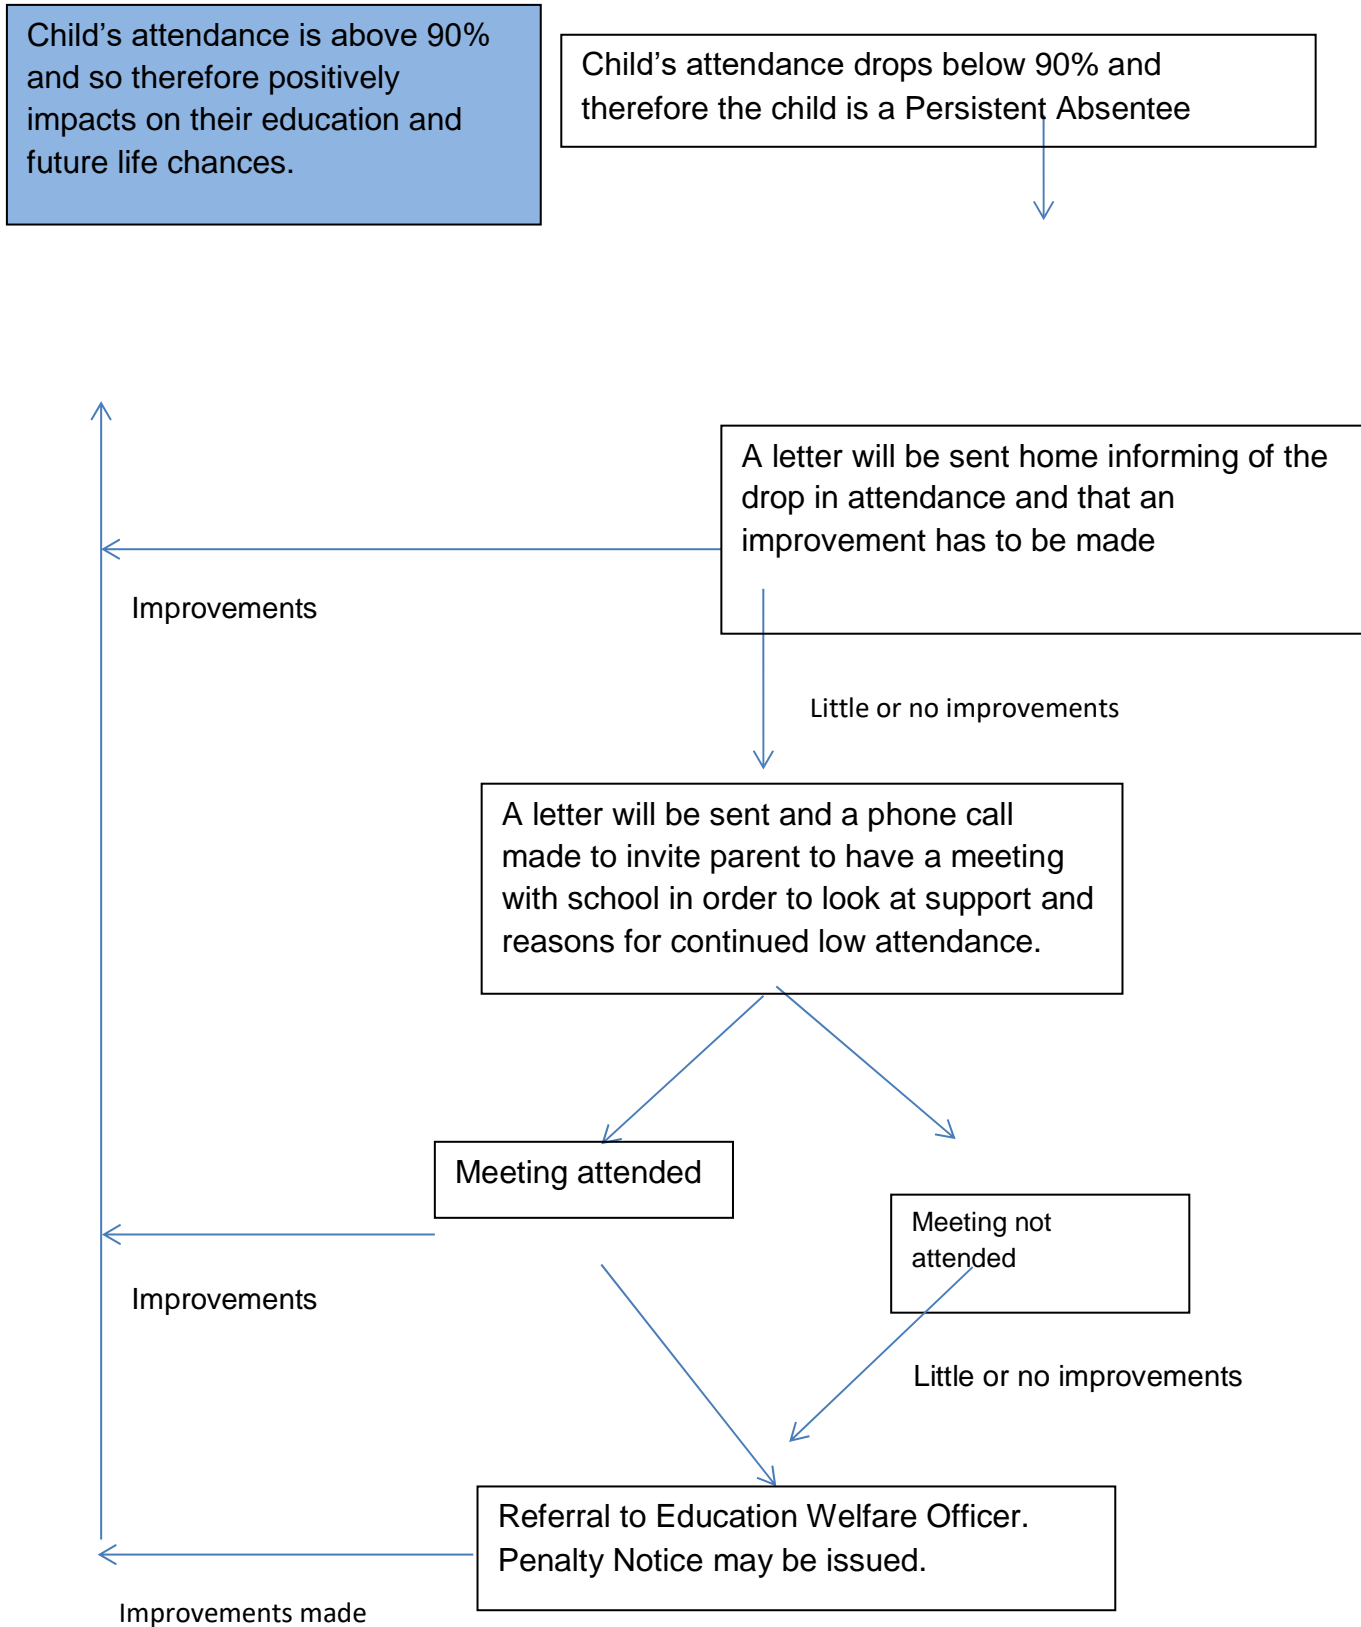 Child’s attendance is above 90%
and so therefore positively
impacts on their education and
future life chances.
Child’s attendance drops below 90% and
therefore the child is a Persistent Absentee
A letter will be sent home informing of the
drop in attendance and that an
improvement has to be made
Improvements
Little or no improvements
A letter will be sent and a phone call
made to invite parent to have a meeting
with school in order to look at support and
reasons for continued low attendance.
Meeting attended
Meeting not
attended
Improvements
Little or no improvements
Referral to Education Welfare Officer.
Penalty Notice may be issued.
Improvements made